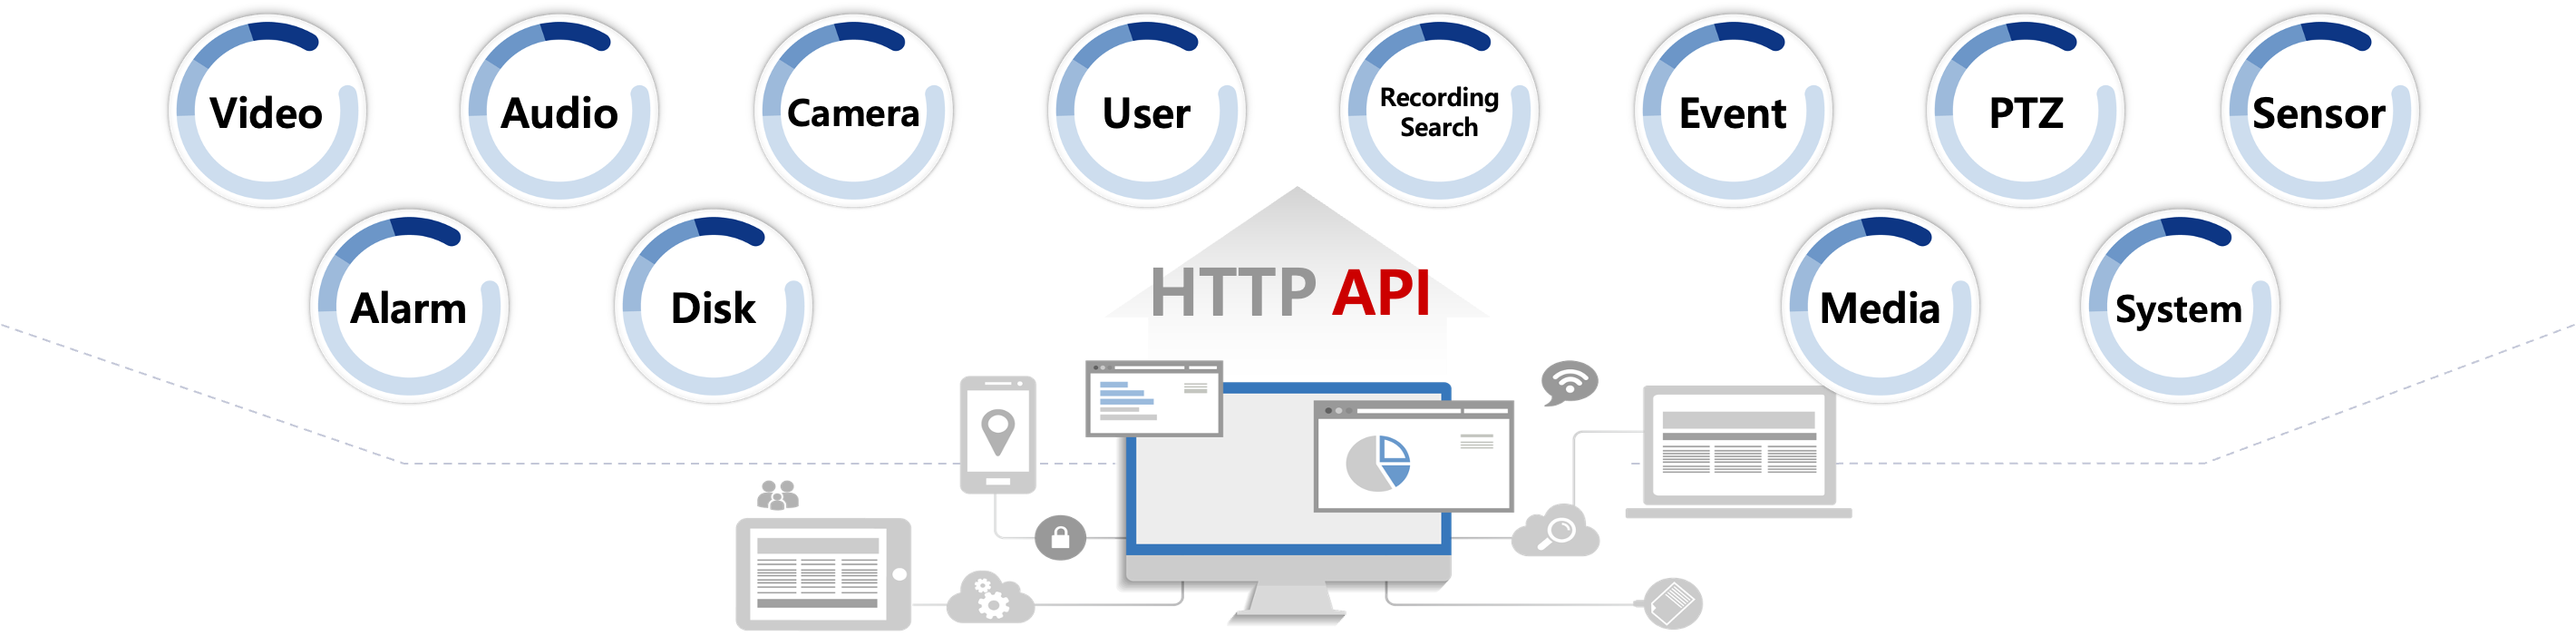 Video
Audio
Camera
User
Recording
Search
Event
PTZ
Sensor
Alarm
Disk
HTTP API
Media
System